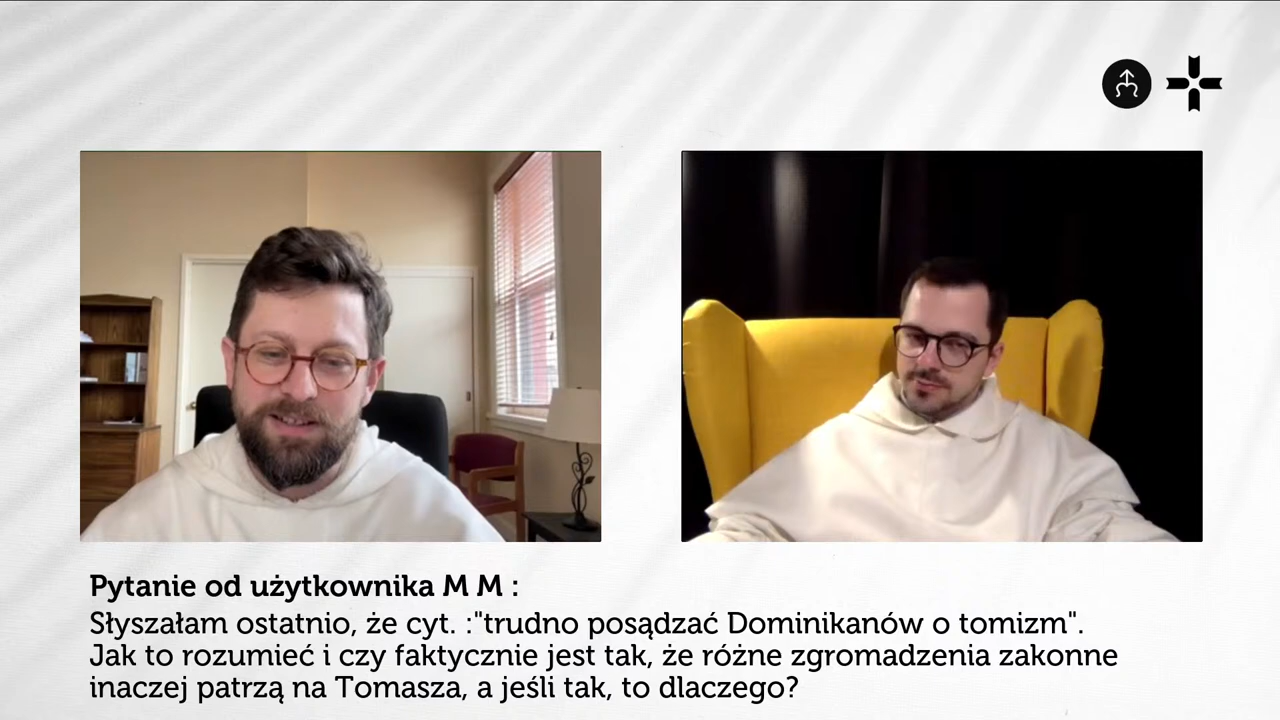 Pytanie od użytkownika M M :
Słyszałam ostatnio, że cyt. :"trudno posądzać Dominikanów o tomizm".
Jak to rozumieć i czy faktycznie jest tak, że różne zgromadzenia zakonne
inaczej patrzą na Tomasza, a jeśli tak, to dlaczego?